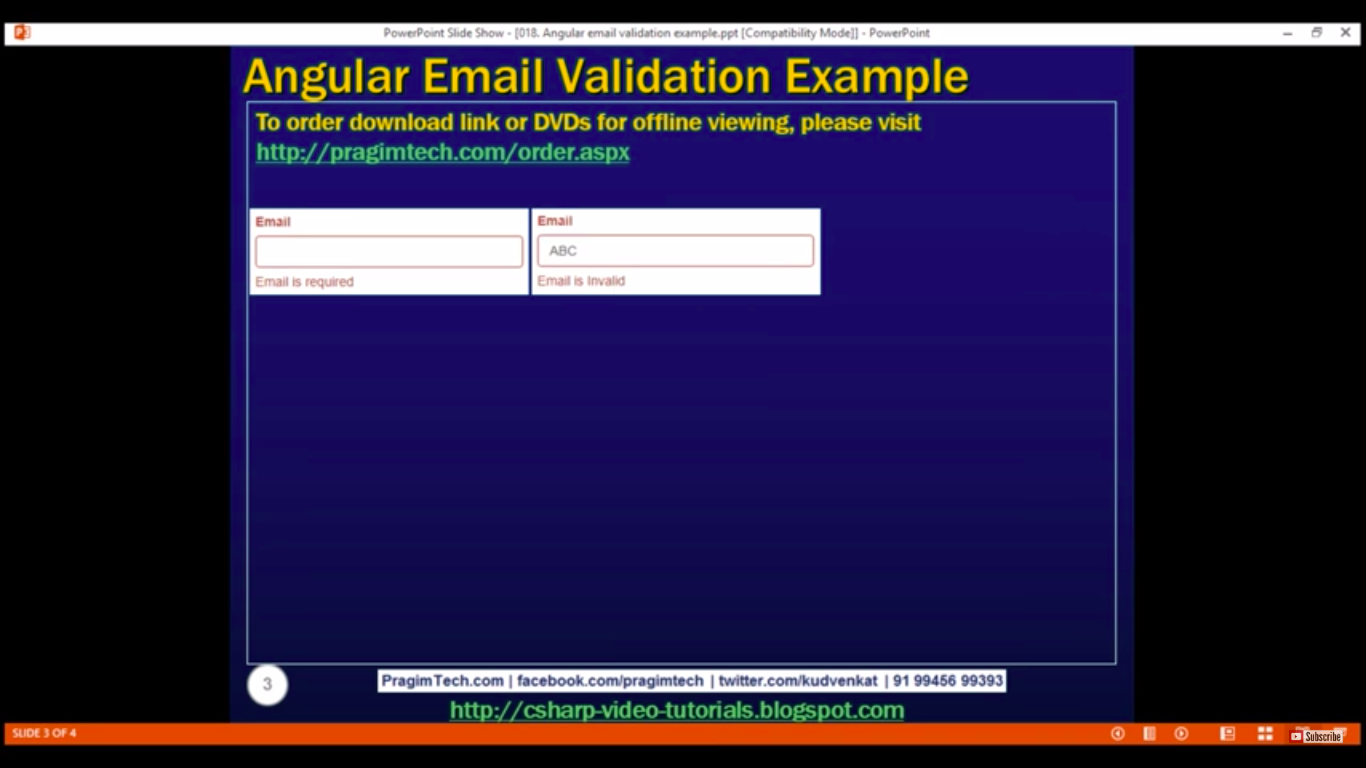 PowerPoint Slide Show - [018. Angular email validation example.ppt [Compatibility Mode]] - PowerPoint
Angular Email Validation Example
To order download link or DVDs for offline viewing, please visit
http://pragimtech.com/order.aspx
Email
Email is required
Email
ABC
Email is Invalid
3
PragimTech.com | facebook.com/pragimtech | twitter.com/kudvenkat | 91 99456 99393
http://csharp-video-tutorials.blogspot.com
SLIDE 3 OF 4
Subscribe